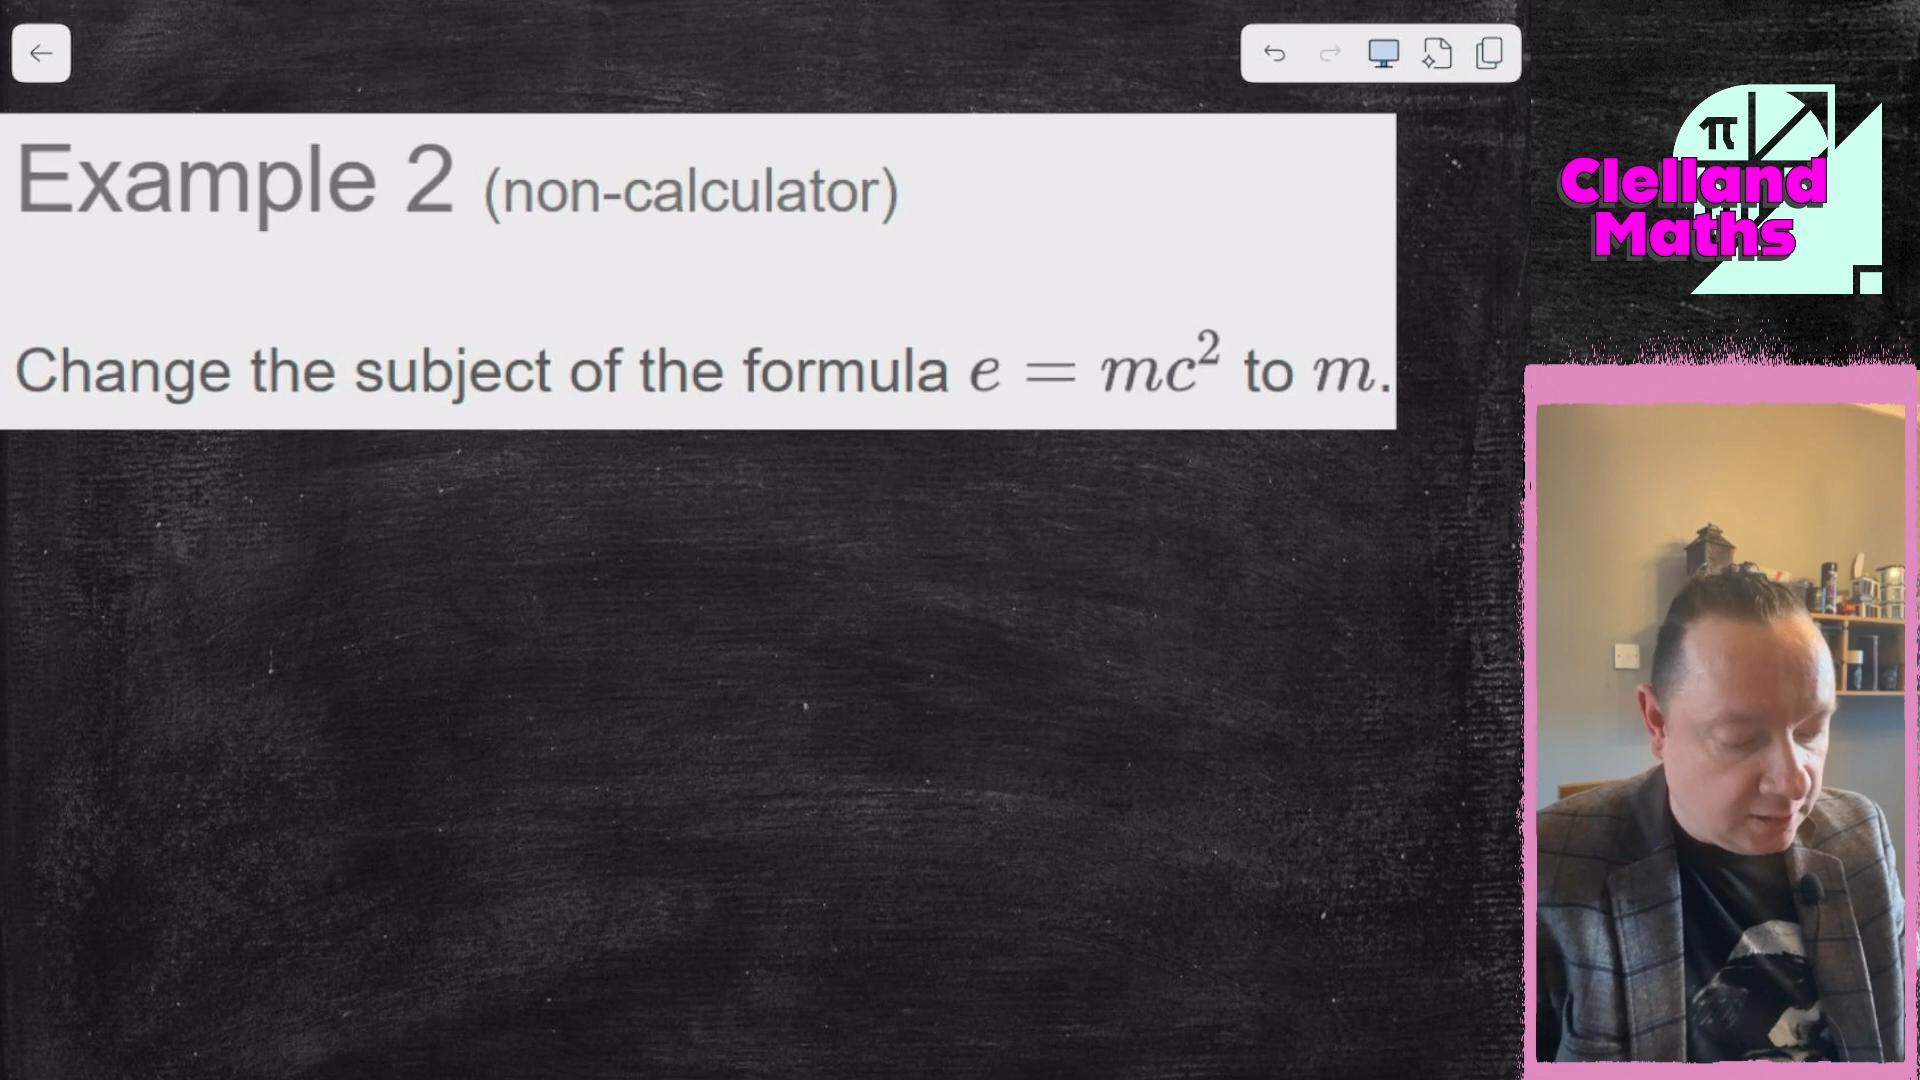 Example 2 (non-calculator)
Change the subject of the formula e = mc² to m.
π
Clelland
Maths